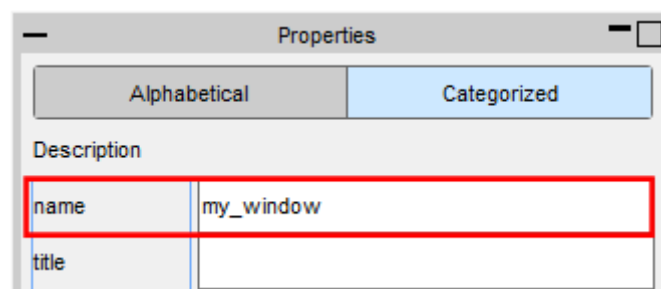 Properties
Alphabetical Categorized
Description
name my_window
title